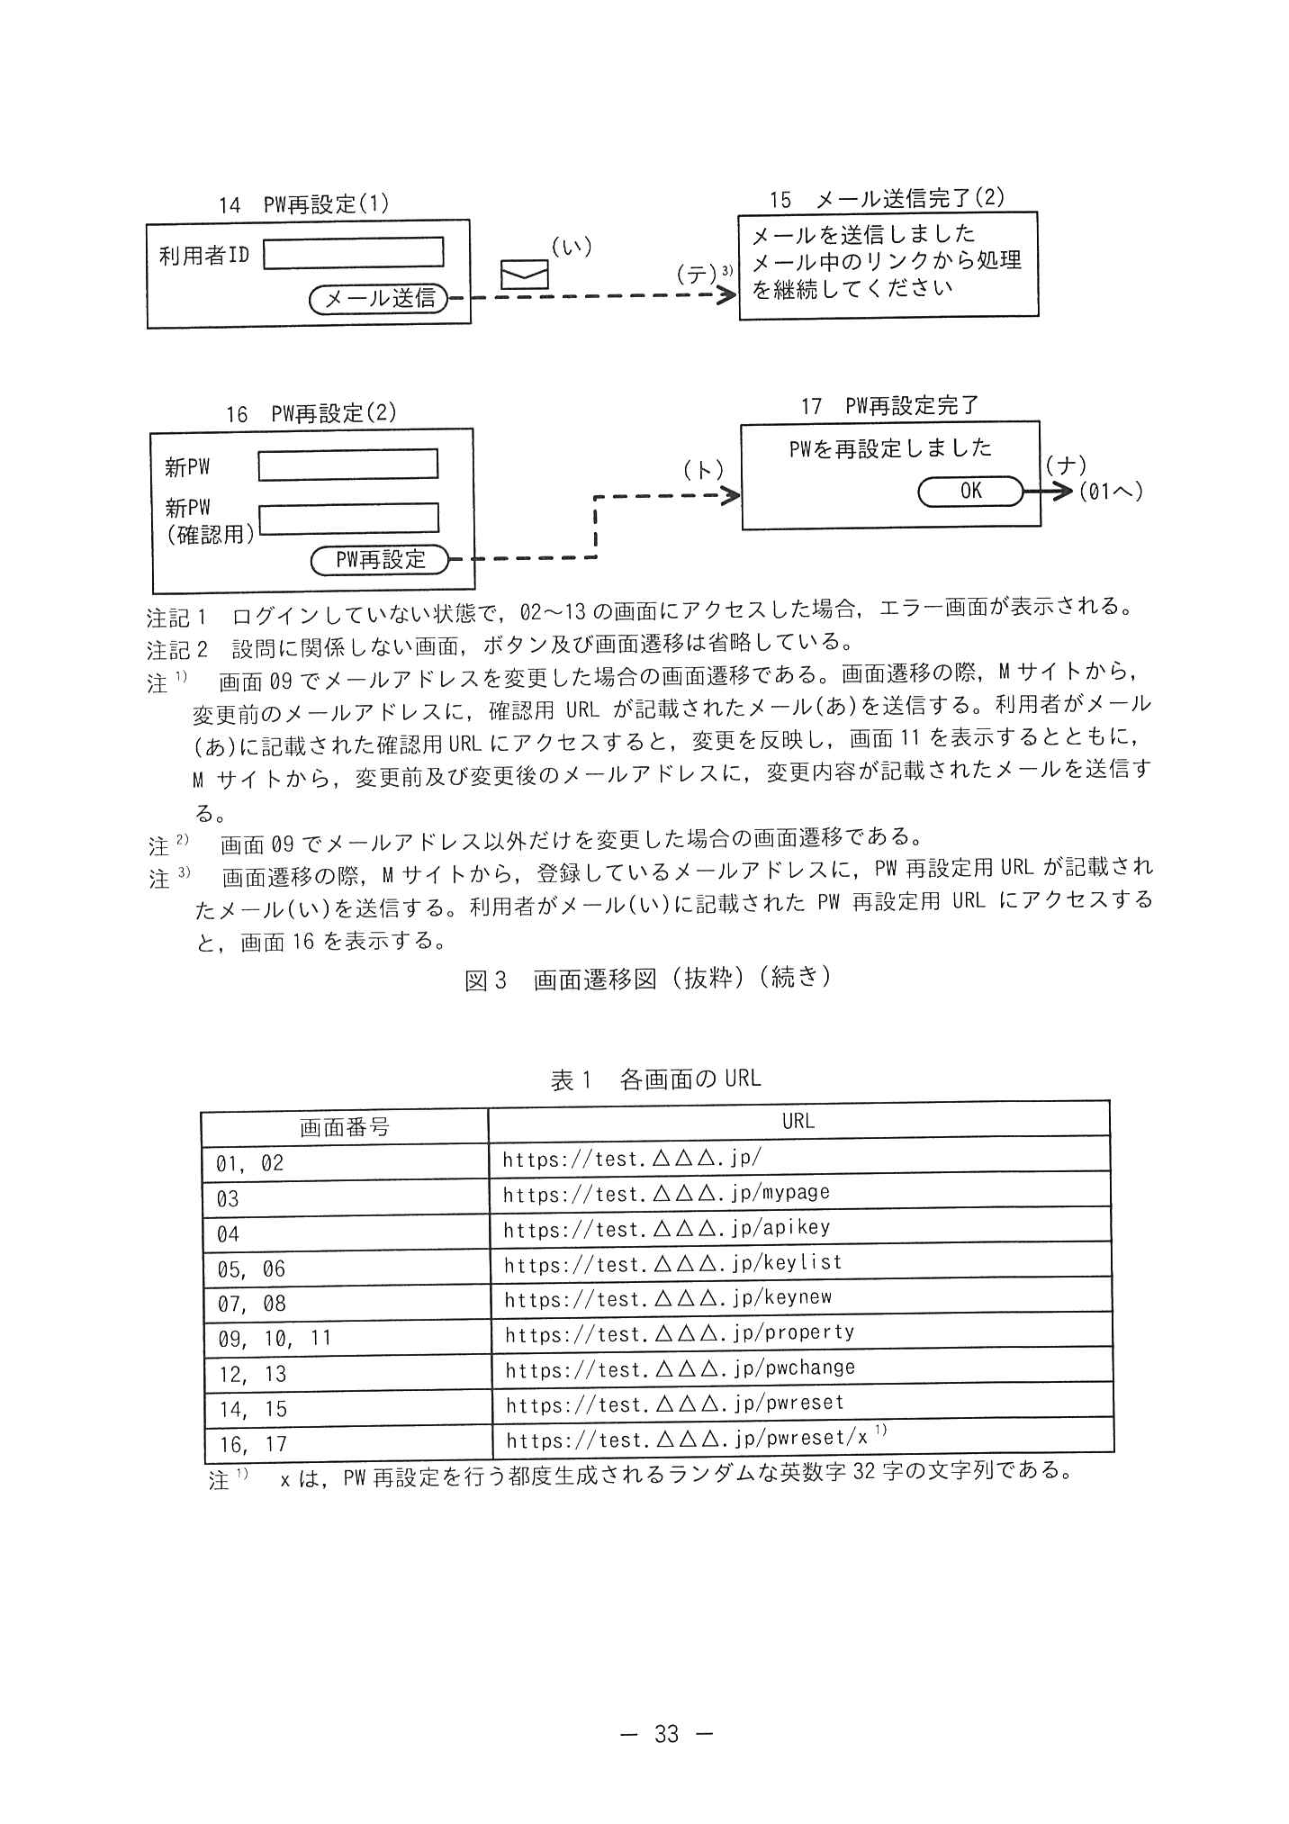 14　PW再設定(1)
利用者ID
メール送信
(い)
(テ)3)
15　メール送信完了(2)
メールを送信しました
メール中のリンクから処理
を継続してください
16　PW再設定(2)
新PW
新PW
(確認用)
PW再設定
(ト)
17　PW再設定完了
PWを再設定しました
OK
(ナ)
(01へ)
注記1　ログインしていない状態で，02～13の画面にアクセスした場合，エラー画面が表示される。
注記2　設問に関係しない画面，ボタン及び画面遷移は省略している。
注1)　画面09でメールアドレスを変更した場合の画面遷移である。画面遷移の際，Mサイトから，
変更前のメールアドレスに，確認用 URL が記載されたメール(あ)を送信する。利用者がメール
(あ)に記載された確認用URLにアクセスすると，変更を反映し，画面11を表示するとともに，
M サイトから，変更前及び変更後のメールアドレスに，変更内容が記載されたメールを送信す
る。
注2)　画面09でメールアドレス以外だけを変更した場合の画面遷移である。
注3)　画面遷移の際，Mサイトから，登録しているメールアドレスに，PW再設定用URLが記載され
たメール(い)を送信する。利用者がメール(い)に記載された PW 再設定用 URL にアクセスする
と，画面16を表示する。
図3　画面遷移図（抜粋）（続き）
表1　各画面のURL
画面番号　URL
01, 02　https://test.△△△.jp/
03　https://test.△△△.jp/mypage
04　https://test.△△△.jp/apikey
05, 06　https://test.△△△.jp/keylist
07, 08　https://test.△△△.jp/keynew
09, 10, 11　https://test.△△△.jp/property
12, 13　https://test.△△△.jp/pwchange
14, 15　https://test.△△△.jp/pwreset
16, 17　https://test.△△△.jp/pwreset/x 1)
注1)　xは，PW再設定を行う都度生成されるランダムな英数字32字の文字列である。
－ 33 －